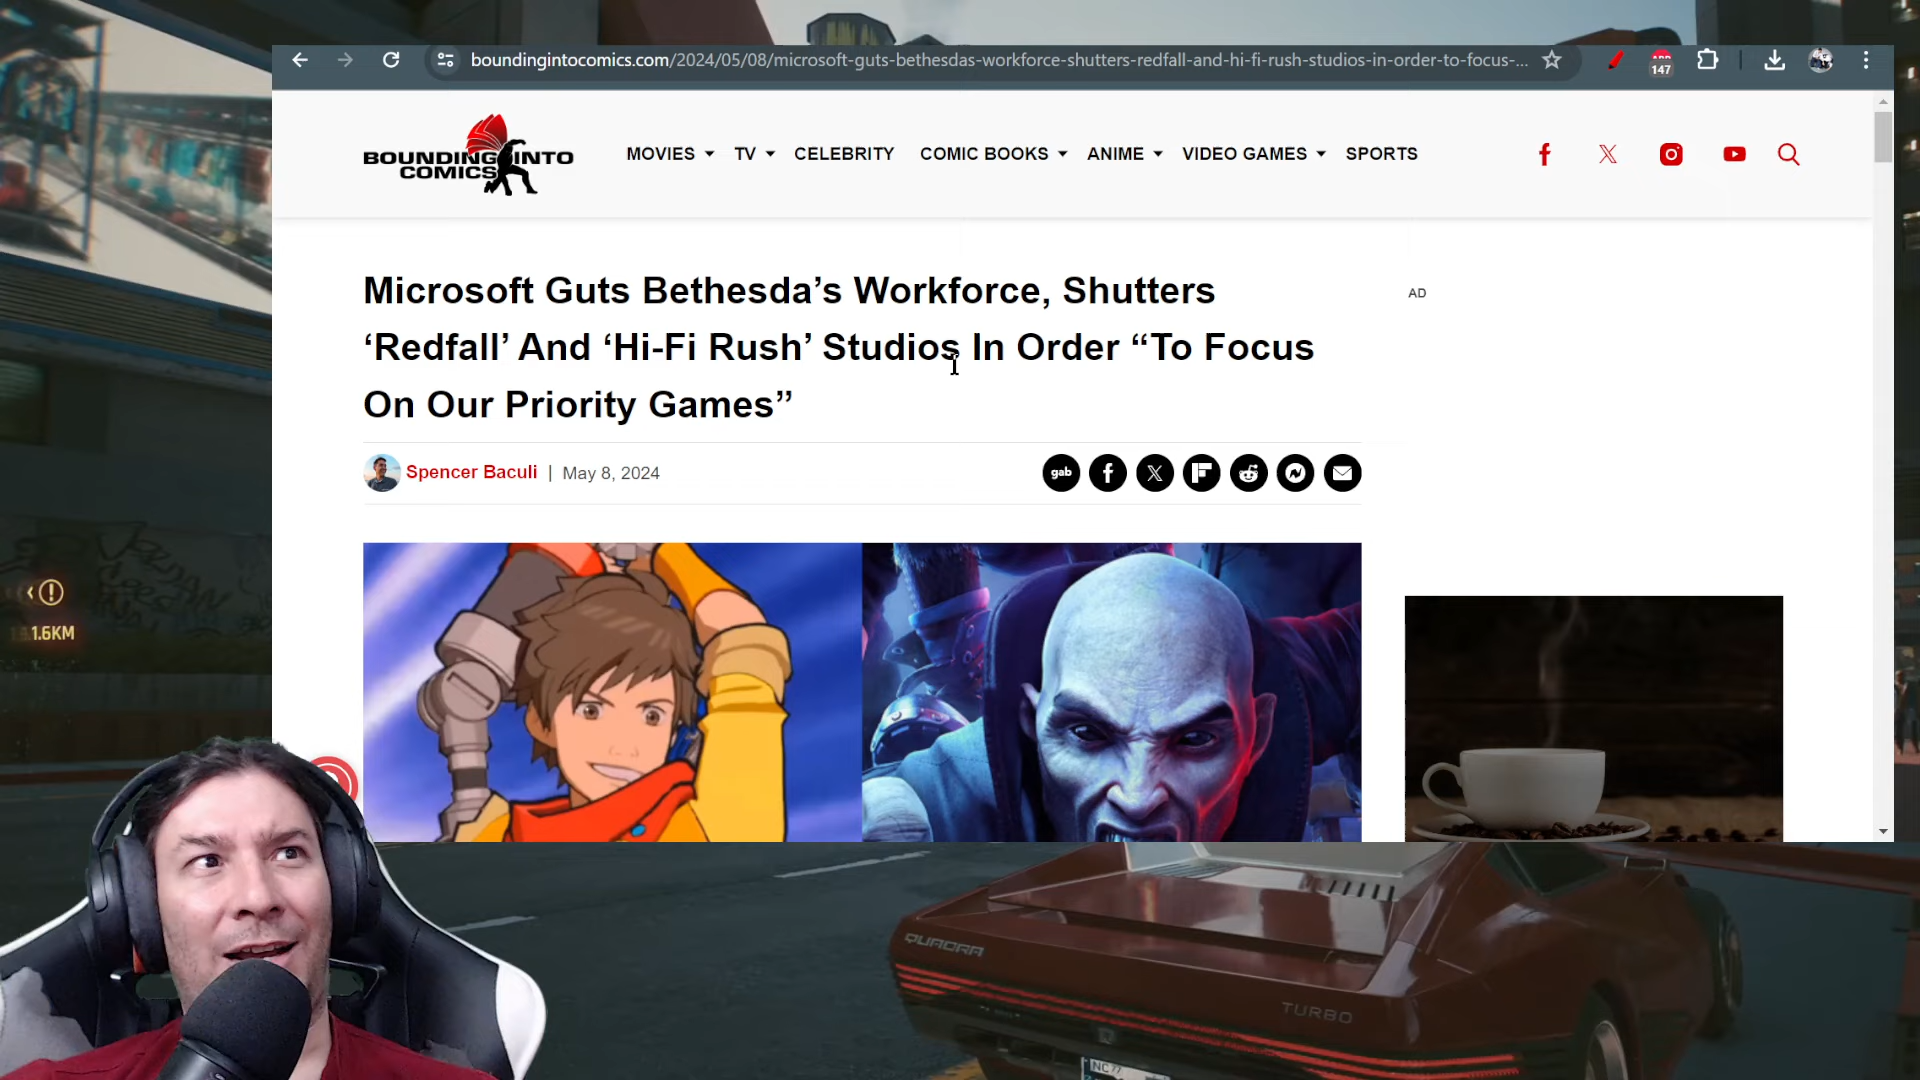 boundingintocomics.com/2024/05/08/microsoft-guts-bethesdas-workforce-shutters-redfall-and-hi-fi-rush-studios-in-order-to-focus-...
147
BOUNDING INTO
COMICS
MOVIES
TV
CELEBRITY
COMIC BOOKS
ANIME
VIDEO GAMES
SPORTS
Microsoft Guts Bethesda’s Workforce, Shutters
‘Redfall’ And ‘Hi-Fi Rush’ Studios In Order “To Focus
On Our Priority Games”
AD
Spencer Baculi | May 8, 2024
gab
1.6KM
QUADRA
TURBO
NC77